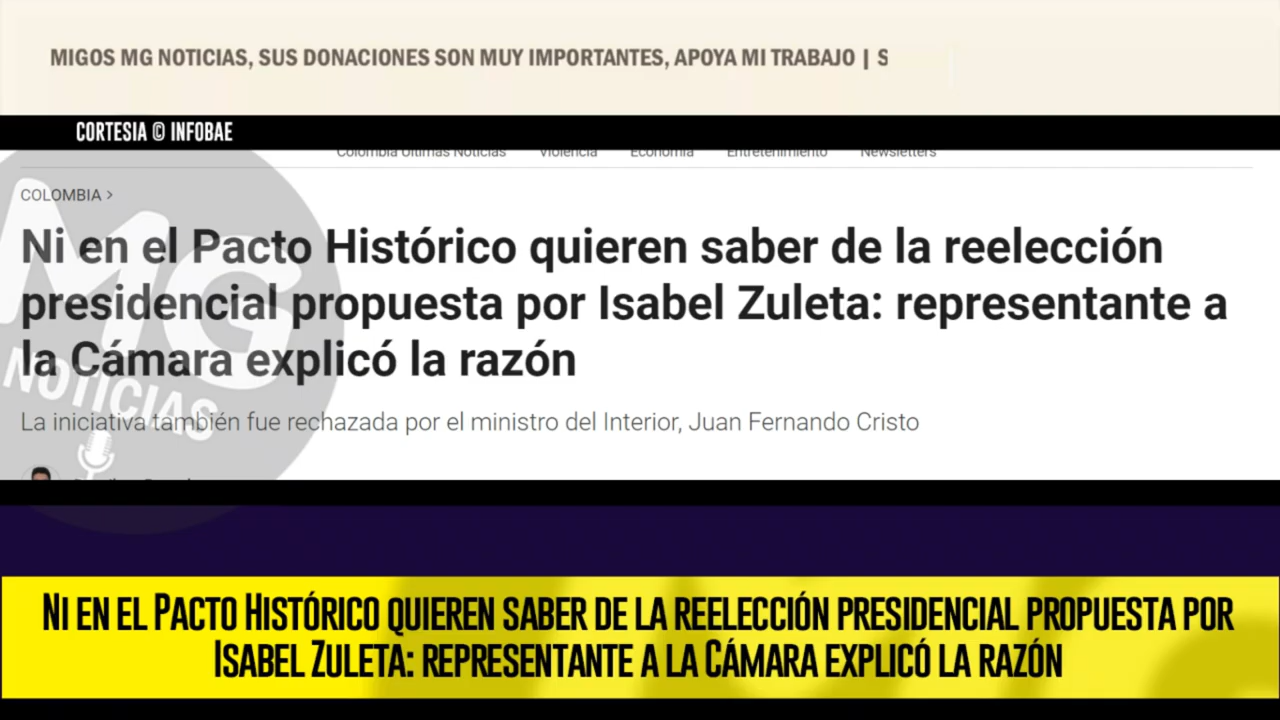 MIGOS MG NOTICIAS, SUS DONACIONES SON MUY IMPORTANTES, APOYA MI TRABAJO | S
CORTESIA © INFOBAE
Colombia Últimas Noticias Violencia Economía Entretenimiento Newsletters
COLOMBIA >
Ni en el Pacto Histórico quieren saber de la reelección
presidencial propuesta por Isabel Zuleta: representante a
la Cámara explicó la razón
La iniciativa también fue rechazada por el ministro del Interior, Juan Fernando Cristo
MG
NOTICIAS
NI EN EL PACTO HISTÓRICO QUIEREN SABER DE LA REELECCIÓN PRESIDENCIAL PROPUESTA POR
ISABEL ZULETA: REPRESENTANTE A LA CÁMARA EXPLICÓ LA RAZÓN